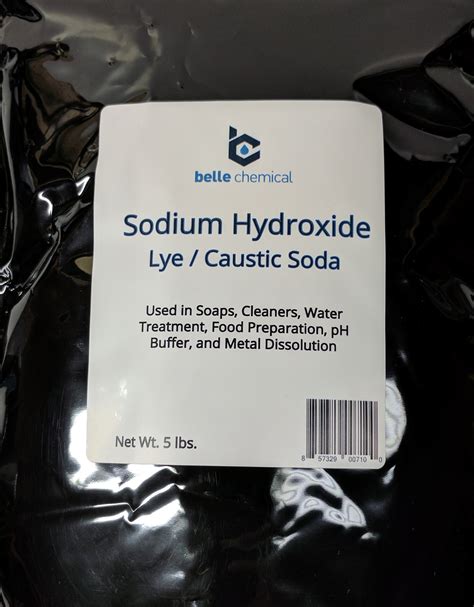 belle chemical
Sodium Hydroxide
Lye / Caustic Soda
Used in Soaps, Cleaners, Water
Treatment, Food Preparation, pH
Buffer, and Metal Dissolution
Net Wt. 5 lbs.
8 57329 00710 0